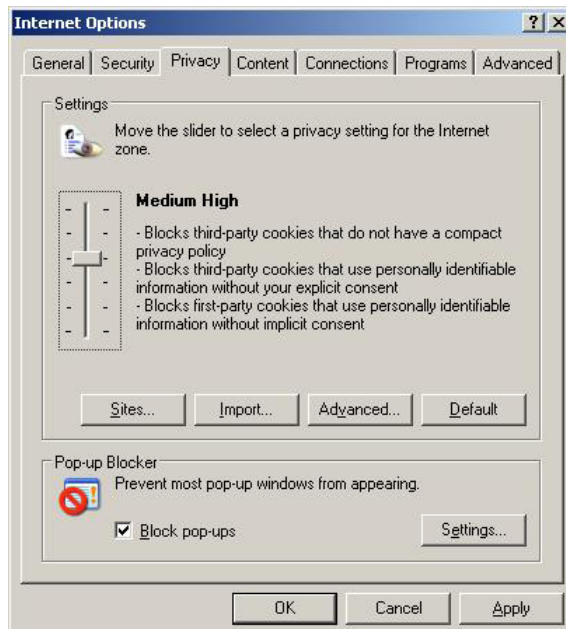 Internet Options
General Security Privacy Content Connections Programs Advanced
Settings
Move the slider to select a privacy setting for the Internet
zone.
Medium High
- Blocks third-party cookies that do not have a compact
privacy policy
- Blocks third-party cookies that use personally identifiable
information without your explicit consent
- Blocks first-party cookies that use personally identifiable
information without implicit consent
Sites... Import... Advanced... Default
Pop-up Blocker
Prevent most pop-up windows from appearing.
Block pop-ups
Settings...
OK Cancel Apply